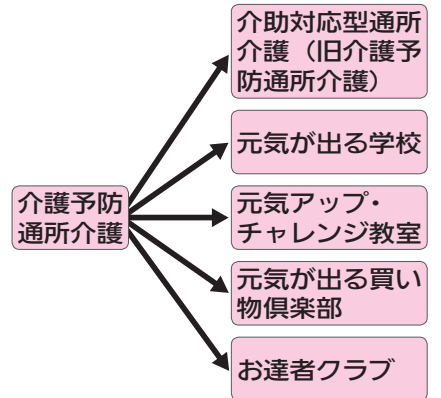 介護予防
通所介護
介助対応型通所
介護（旧介護予
防通所介護）
元気が出る学校
元気アップ・
チャレンジ教室
元気が出る買い
物倶楽部
お達者クラブ